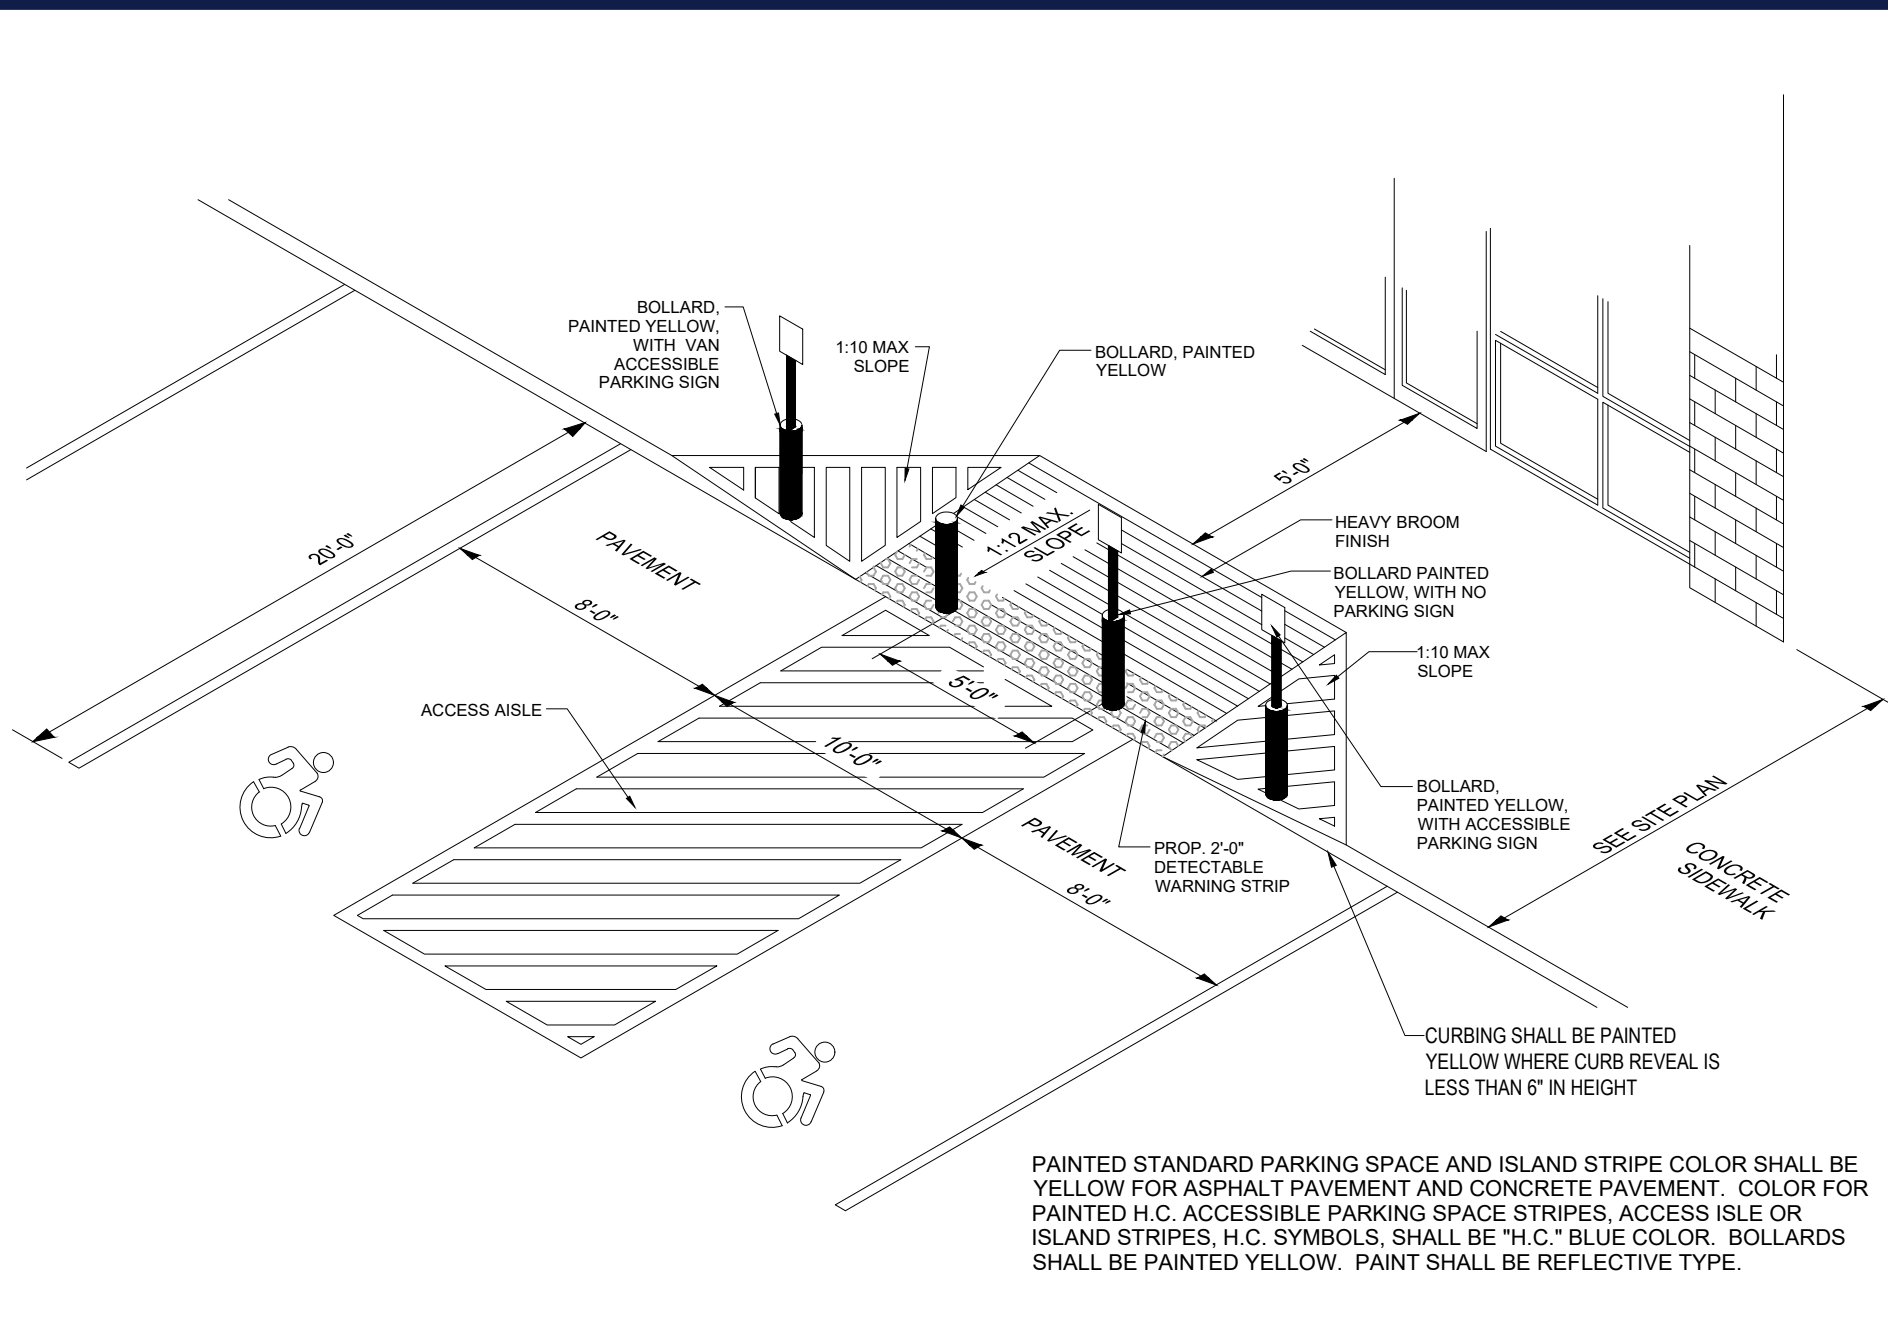 BOLLARD,
PAINTED YELLOW,
WITH VAN
ACCESSIBLE
PARKING SIGN
1:10 MAX
SLOPE
BOLLARD, PAINTED
YELLOW
5'-0"
20'-0"
PAVEMENT
8'-0"
1:12 MAX.
SLOPE
HEAVY BROOM
FINISH
BOLLARD PAINTED
YELLOW, WITH NO
PARKING SIGN
1:10 MAX
SLOPE
ACCESS AISLE
5'-0"
10'-0"
PAVEMENT
8'-0"
PROP. 2'-0"
DETECTABLE
WARNING STRIP
BOLLARD,
PAINTED YELLOW,
WITH ACCESSIBLE
PARKING SIGN
SEE SITE PLAN
CONCRETE
SIDEWALK
CURBING SHALL BE PAINTED
YELLOW WHERE CURB REVEAL IS
LESS THAN 6" IN HEIGHT
PAINTED STANDARD PARKING SPACE AND ISLAND STRIPE COLOR SHALL BE
YELLOW FOR ASPHALT PAVEMENT AND CONCRETE PAVEMENT. COLOR FOR
PAINTED H.C. ACCESSIBLE PARKING SPACE STRIPES, ACCESS ISLE OR
ISLAND STRIPES, H.C. SYMBOLS, SHALL BE "H.C." BLUE COLOR. BOLLARDS
SHALL BE PAINTED YELLOW. PAINT SHALL BE REFLECTIVE TYPE.